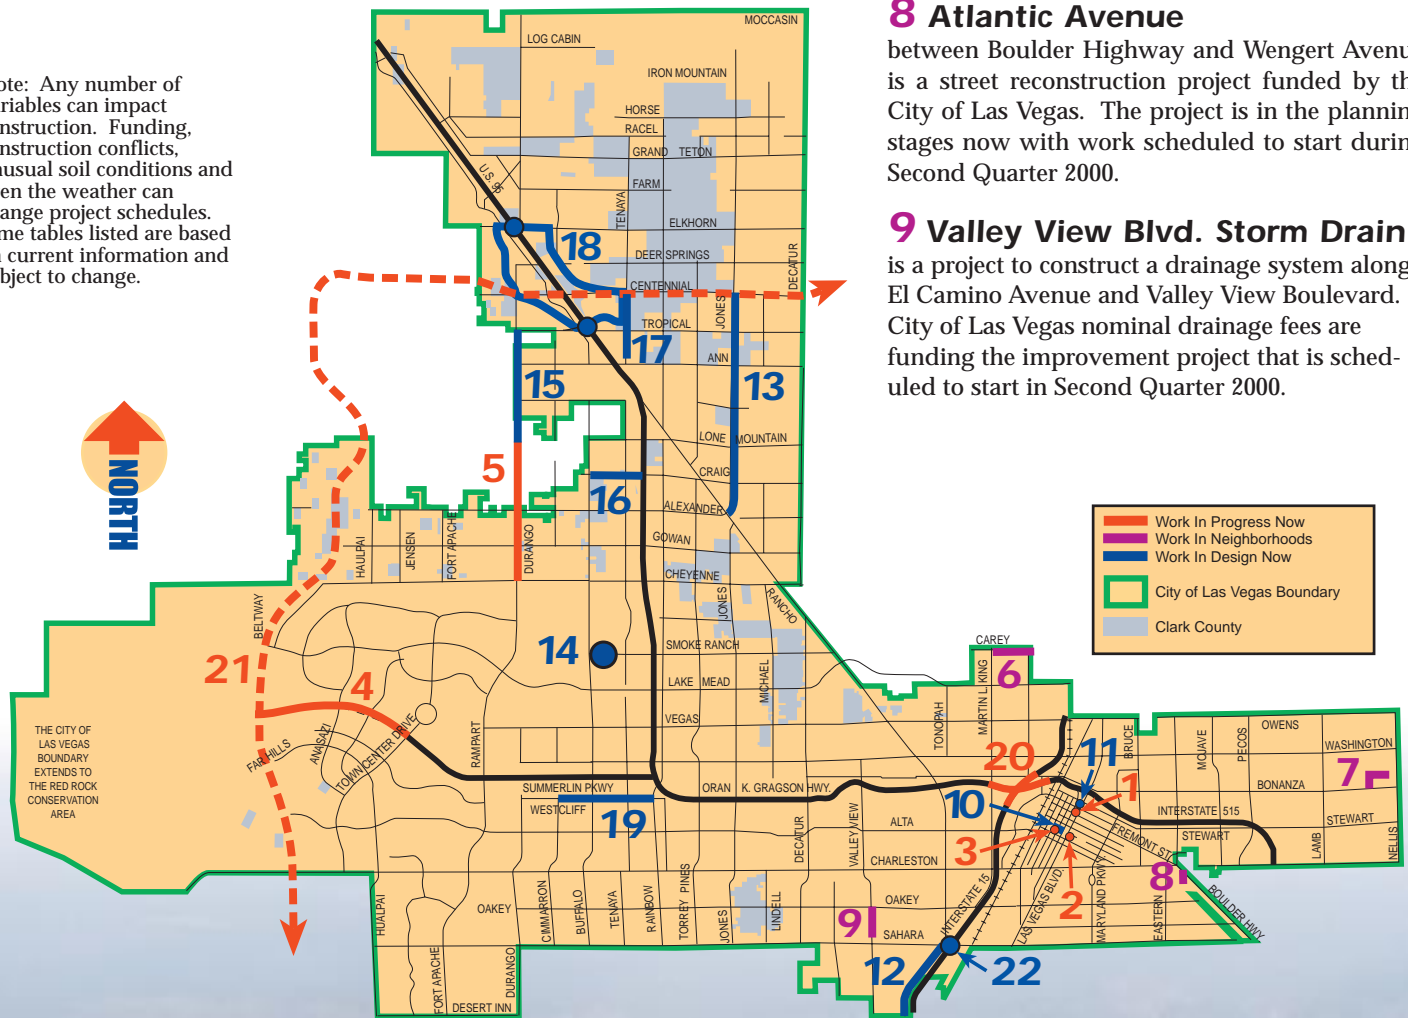 ote: Any number of
ariables can impact
onstruction. Funding,
onstruction conflicts,
nusual soil conditions and
en the weather can
ange project schedules.
me tables listed are based
n current information and
bject to change.
8 Atlantic Avenue
between Boulder Highway and Wengert Avenu
is a street reconstruction project funded by th
City of Las Vegas. The project is in the plannin
stages now with work scheduled to start durin
Second Quarter 2000.
9 Valley View Blvd. Storm Drain
is a project to construct a drainage system along
El Camino Avenue and Valley View Boulevard.
City of Las Vegas nominal drainage fees are
funding the improvement project that is sched-
uled to start in Second Quarter 2000.
NORTH
Work In Progress Now
Work In Neighborhoods
Work In Design Now
City of Las Vegas Boundary
Clark County
MOCCASIN
LOG CABIN
IRON MOUNTAIN
HORSE
RACEL
GRAND TETON
U.S. 95
FARM
TENAYA
ELKHORN
18
DEER SPRINGS
DECATUR
CENTENNIAL
JONES
TROPICAL
17
ANN
15
13
LONE MOUNTAIN
5
CRAIG
16
ALEXANDER
GOWAN
HAULPAI
JENSEN
FORT APACHE
DURANGO
CHEYENNE
JONES
RANCHO
BELTWAY
14
SMOKE RANCH
CAREY
21
4
LAKE MEAD
MICHAEL
MARTIN L. KING
6
VEGAS
TONOPAH
THE CITY OF
LAS VEGAS
BOUNDARY
EXTENDS TO
THE RED ROCK
CONSERVATION
AREA
FAR HILLS
ANASAZI
TOWN CENTER DRIVE
RAMPART
OWENS
BRUCE
MOJAVE
PECOS
WASHINGTON
20
11
7
SUMMERLIN PKWY
ORAN K. GRAGSON HWY.
BONANZA
1
WESTCLIFF
10
INTERSTATE 515
19
ALTA
STEWART
STEWART
FREMONT ST.
DECATUR
VALLEY VIEW
3
LAMB
NELLIS
CHARLESTON
8
2
HUALPAI
OAKEY
CIMMARRON
BUFFALO
TENAYA
RAINBOW
TORREY PINES
JONES
LINDELL
OAKEY
INTERSTATE 15
LAS VEGAS BLVD.
MARYLAND PKWY
EASTERN
BOULDER HWY
9
SAHARA
12
22
FORT APACHE
DURANGO
DESERT INN